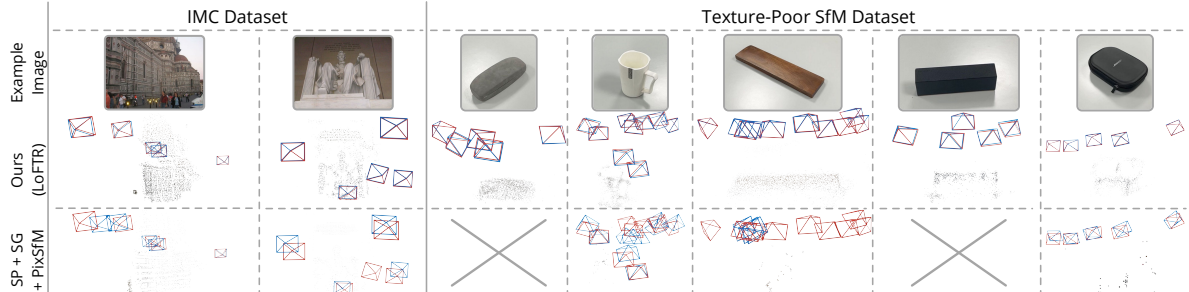 IMC Dataset
Texture-Poor SfM Dataset
Example
Image
Ours
(LoFTR)
SP + SG
+ PixSfM